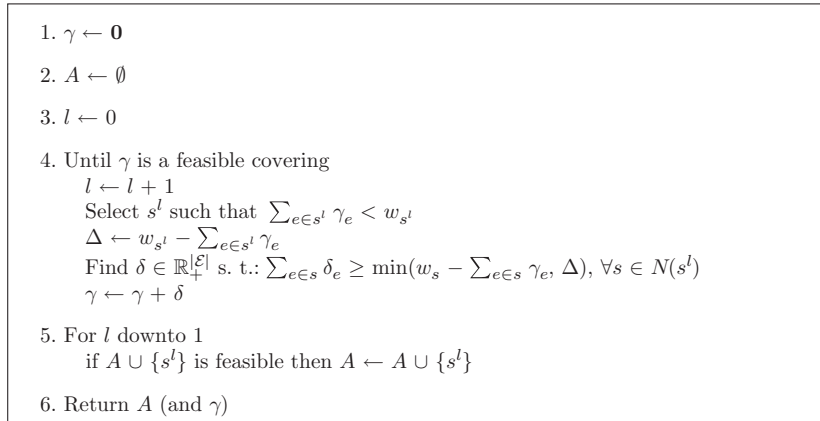 1. γ ← 0
2. A ← ∅
3. l ← 0
4. Until γ is a feasible covering
l ← l + 1
Select s^l such that ∑_{e∈s^l} γ_e < w_{s^l}
Δ ← w_{s^l} − ∑_{e∈s^l} γ_e
Find δ ∈ ℝ_+^{|ℰ|} s. t.: ∑_{e∈s} δ_e ≥ min(w_s − ∑_{e∈s} γ_e, Δ), ∀s ∈ N(s^l)
γ ← γ + δ
5. For l downto 1
if A ∪ {s^l} is feasible then A ← A ∪ {s^l}
6. Return A (and γ)